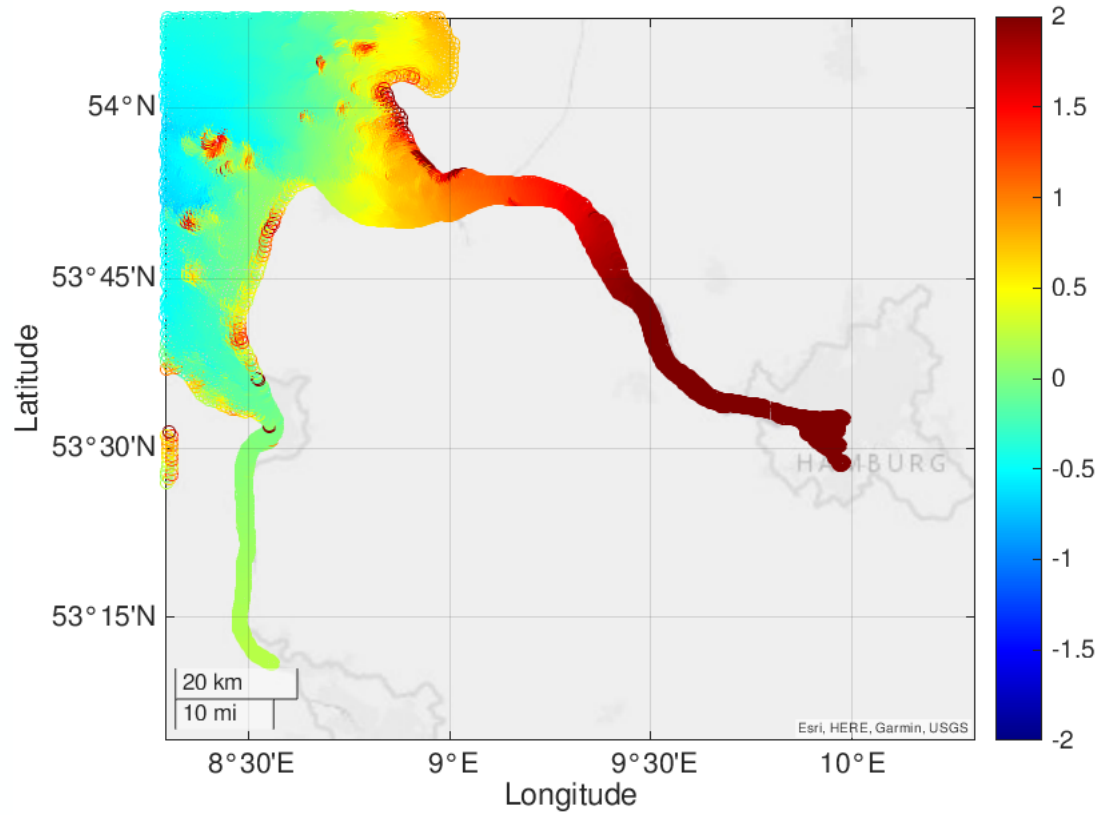 2
1.5
1
0.5
0
-0.5
-1
-1.5
-2
54°N
53°45'N
53°30'N
53°15'N
Latitude
HAMBURG
20 km
10 mi
Esri, HERE, Garmin, USGS
8°30'E
9°E
9°30'E
10°E
Longitude